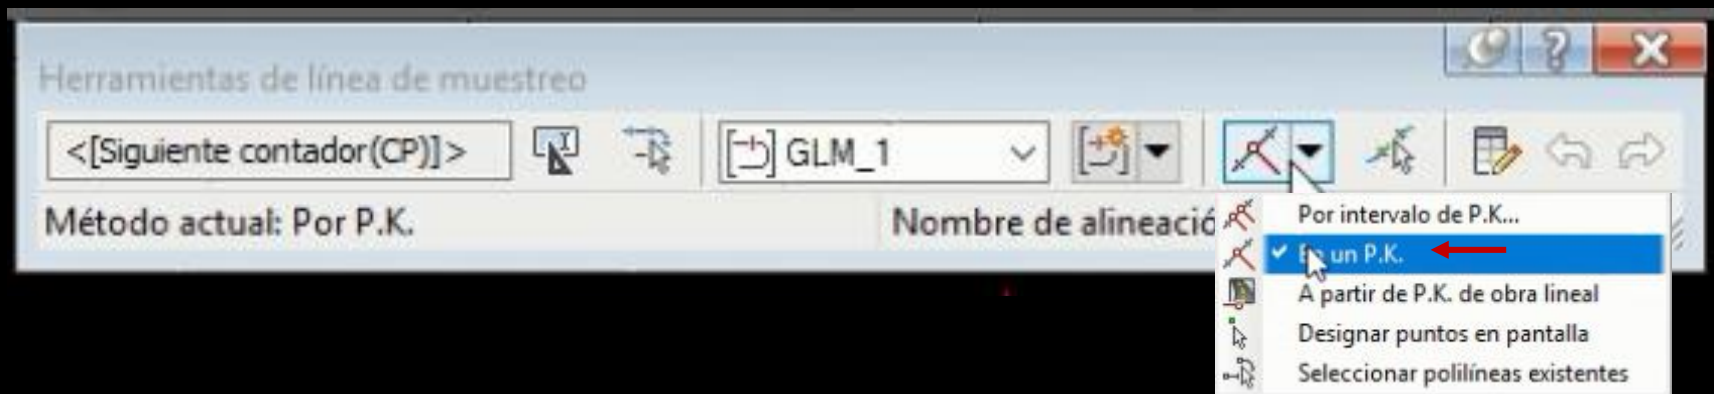 Herramientas de línea de muestreo
<[Siguiente contador(CP)]> GLM_1
Método actual: Por P.K. Nombre de alineació
Por intervalo de P.K...
un P.K.
A partir de P.K. de obra lineal
Designar puntos en pantalla
Seleccionar polilíneas existentes